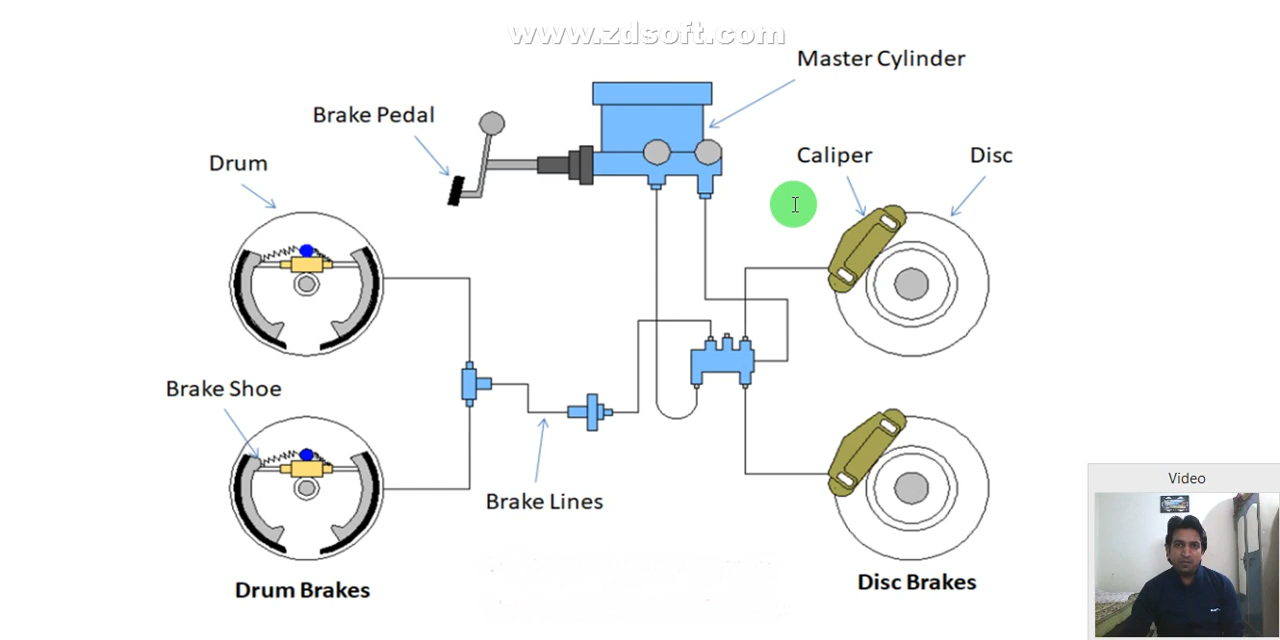 www.zdsoft.com
Master Cylinder
Brake Pedal
Drum
Caliper
Disc
Brake Shoe
Brake Lines
Drum Brakes
Disc Brakes
Video